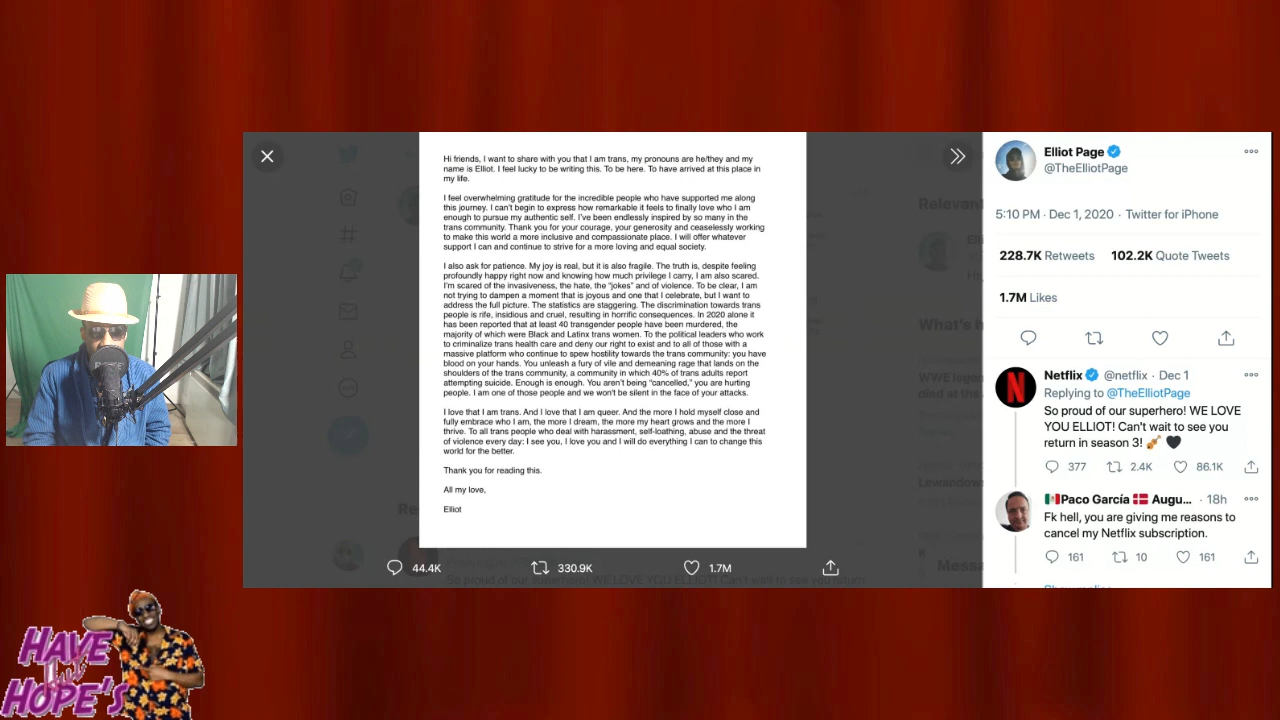 Hi friends, I want to share with you that I am trans, my pronouns are he/they and my
name is Elliot. I feel lucky to be writing this. To be here. To have arrived at this place in
my life.
I feel overwhelming gratitude for the incredible people who have supported me along
this journey. I can't begin to express how remarkable it feels to finally love who I am
enough to pursue my authentic self. I've been endlessly inspired by so many in the
trans community. Thank you for your courage, your generosity and ceaselessly working
to make this world a more inclusive and compassionate place. I will offer whatever
support I can and continue to strive for a more loving and equal society.
I also ask for patience. My joy is real, but it is also fragile. The truth is, despite feeling
profoundly happy right now and knowing how much privilege I carry, I am also scared.
I'm scared of the invasiveness, the hate, the "jokes" and of violence. To be clear, I am
not trying to dampen a moment that is joyous and one that I celebrate, but I want to
address the full picture. The statistics are staggering. The discrimination towards trans
people is rife, insidious and cruel, resulting in horrific consequences. In 2020 alone it
has been reported that at least 40 transgender people have been murdered, the
majority of which were Black and Latinx trans women. To the political leaders who work
to criminalize trans health care and deny our right to exist and to all of those with a
massive platform who continue to spew hostility towards the trans community: you have
blood on your hands. You unleash a fury of vile and demeaning rage that lands on the
shoulders of the trans community, a community in which 40% of trans adults report
attempting suicide. Enough is enough. You aren't being "cancelled," you are hurting
people. I am one of those people and we won't be silent in the face of your attacks.
I love that I am trans. And I love that I am queer. And the more I hold myself close and
fully embrace who I am, the more I dream, the more my heart grows and the more I
thrive. To all trans people who deal with harassment, self-loathing, abuse and the threat
of violence every day: I see you, I love you and I will do everything I can to change this
world for the better.
Thank you for reading this.
All my love,
Elliot
44.4K 330.9K 1.7M
Relevan
What's h
WWE legen
died at the
Lewandows
Re
Messa
Elliot Page
@TheElliotPage
5:10 PM · Dec 1, 2020 · Twitter for iPhone
228.7K Retweets 102.2K Quote Tweets
1.7M Likes
Netflix @netflix · Dec 1
Replying to @TheElliotPage
So proud of our superhero! WE LOVE
YOU ELLIOT! Can't wait to see you
return in season 3! 🎻 🖤
377 2.4K 86.1K
🇲🇽Paco García 🇩🇰 Augu... · 18h
Fk hell, you are giving me reasons to
cancel my Netflix subscription.
161 10 161
HAVE
HOPE'S